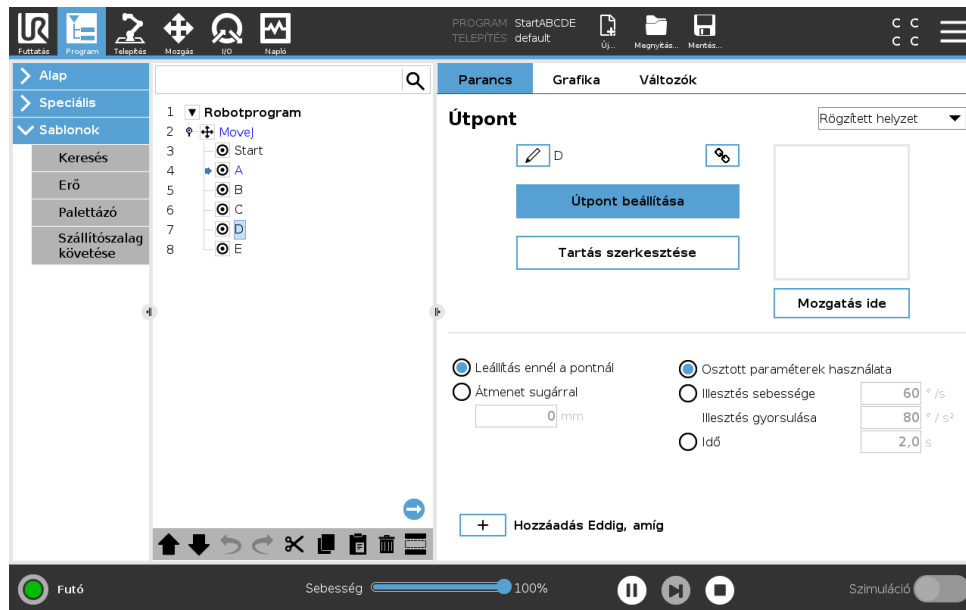 UR
Futtatás Program Telepítés Mozgás I/O Napló
PROGRAM StartABCDE
TELEPÍTÉS default
Új... Megnyitás... Mentés...
C C
C C
Alap
Speciális
Sablonok
Keresés
Erő
Palettázó
Szállítószalag
követése
1 Robotprogram
2 MoveJ
3 Start
4 A
5 B
6 C
7 D
8 E
Parancs Grafika Változók
Útpont
Rögzített helyzet
D
Útpont beállítása
Tartás szerkesztése
Mozgatás ide
Leállítás ennél a pontnál
Átmenet sugárral
0 mm
Osztott paraméterek használata
Illesztés sebessége 60 ° /s
Illesztés gyorsulása 80 ° / s²
Idő 2,0 s
+ Hozzáadás Eddig, amíg
Futó
Sebesség 100%
Szimuláció